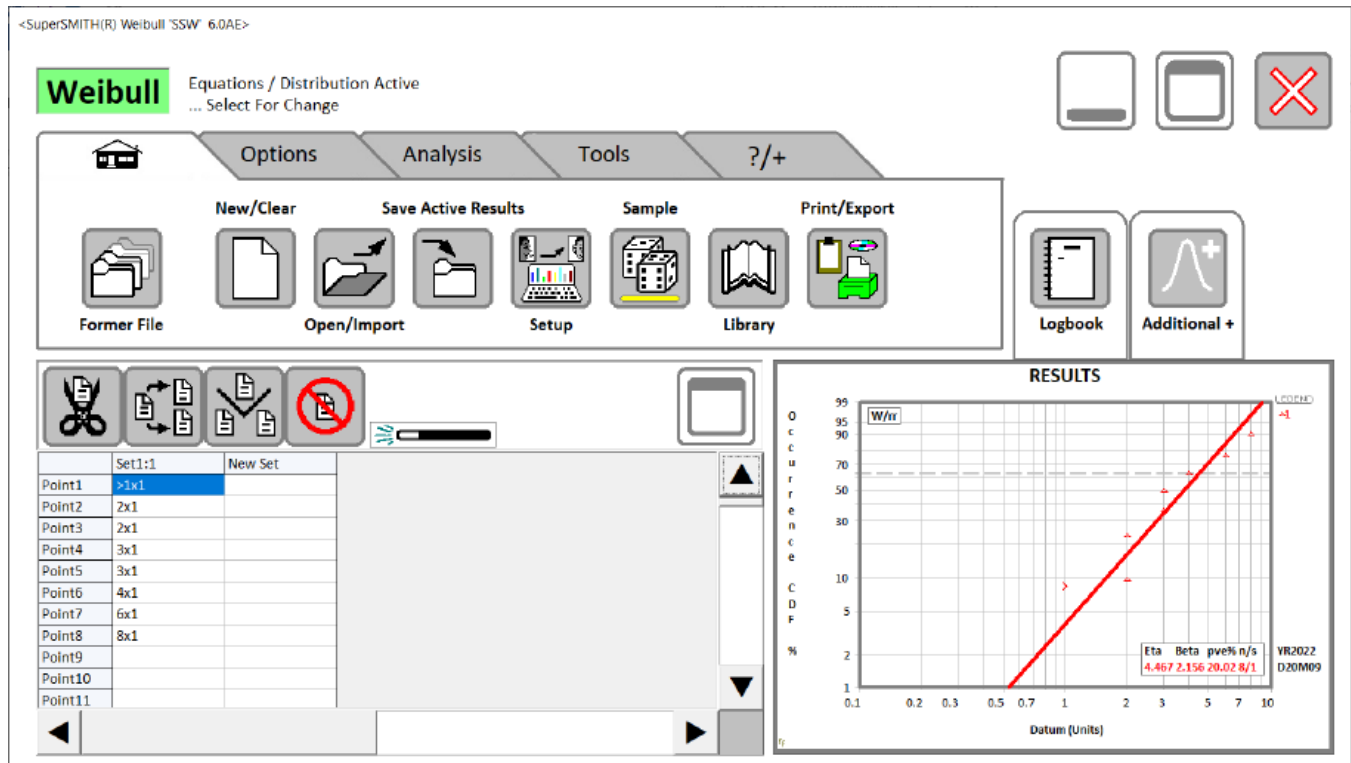 <SuperSMITH(R) Weibull 'SSW' 6.0AE>
Weibull
Equations / Distribution Active
... Select For Change
Options
Analysis
Tools
?/+
New/Clear
Save Active Results
Sample
Print/Export
Former File
Open/Import
Setup
Library
Logbook
Additional +
Set1:1 New Set
Point1 >1x1
Point2 2x1
Point3 2x1
Point4 3x1
Point5 3x1
Point6 4x1
Point7 6x1
Point8 8x1
Point9
Point10
Point11
RESULTS
Occurrence CDF %
99
95
90
70
50
30
10
5
2
1
W/rr
LEGEND
1
Eta Beta pve% n/s
4.467 2.156 20.02 8/1
YR2022
D20M09
0.1 0.2 0.3 0.5 0.7 1 2 3 5 7 10
Datum (Units)